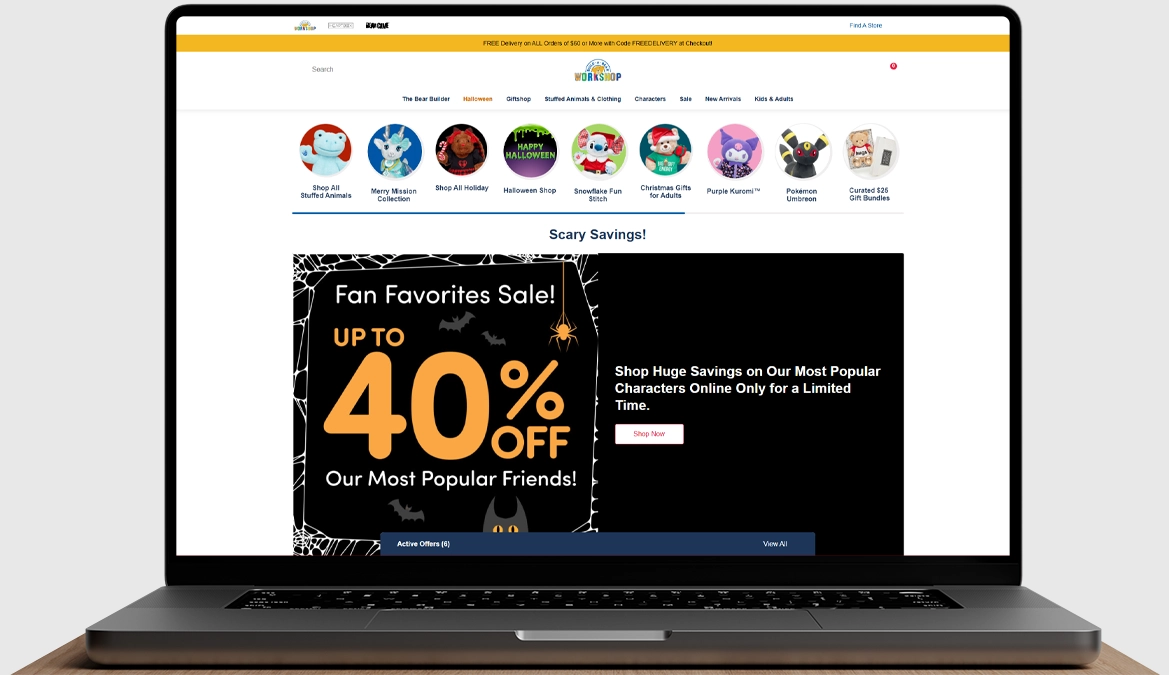 WORKSHOP
Find A Store
FREE Delivery on ALL Orders of $50 or More with Code FREEDELIVERY at Checkout!
Search
BUILD-A-BEAR
WORKSHOP
0
The Bear Builder
Halloween
Giftshop
Stuffed Animals & Clothing
Characters
Sale
New Arrivals
Kids & Adults
HAPPY
HALLOWEEN
Shop All
Stuffed Animals
Merry Mission
Collection
Shop All Holiday
Halloween Shop
Snowflake Fun
Stitch
Christmas Gifts
for Adults
Purple Kuromi™
Pokémon
Umbreon
Curated $25
Gift Bundles
Scary Savings!
Fan Favorites Sale!
UP TO
40%
OFF
Our Most Popular Friends!
Shop Huge Savings on Our Most Popular
Characters Online Only for a Limited
Time.
Shop Now
Active Offers (6)
View All